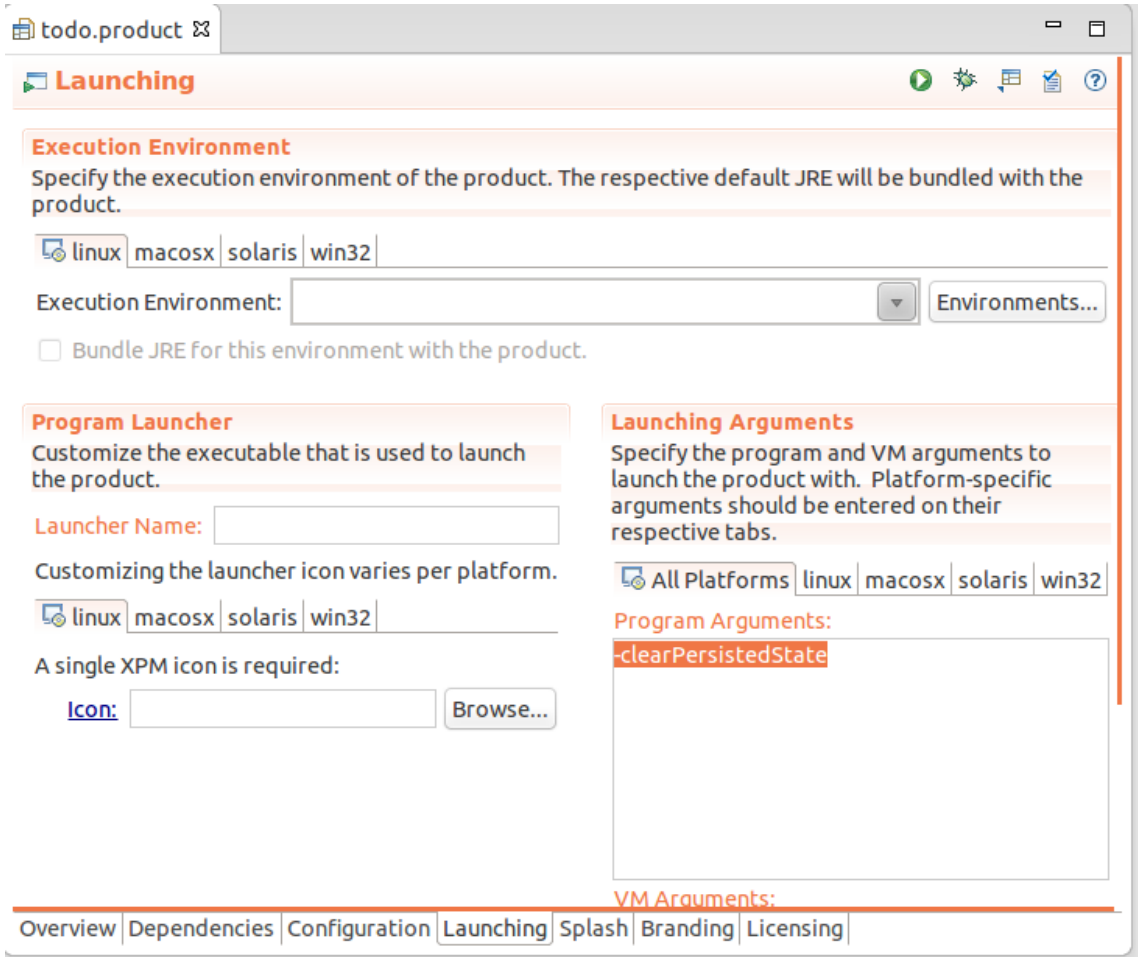 todo.product
Launching
Execution Environment
Specify the execution environment of the product. The respective default JRE will be bundled with the
product.
linux macosx solaris win32
Execution Environment: Environments...
Bundle JRE for this environment with the product.
Program Launcher
Customize the executable that is used to launch
the product.
Launcher Name:
Customizing the launcher icon varies per platform.
linux macosx solaris win32
A single XPM icon is required:
Icon: Browse...
Launching Arguments
Specify the program and VM arguments to
launch the product with.  Platform-specific
arguments should be entered on their
respective tabs.
All Platforms linux macosx solaris win32
Program Arguments:
-clearPersistedState
VM Arguments:
Overview Dependencies Configuration Launching Splash Branding Licensing